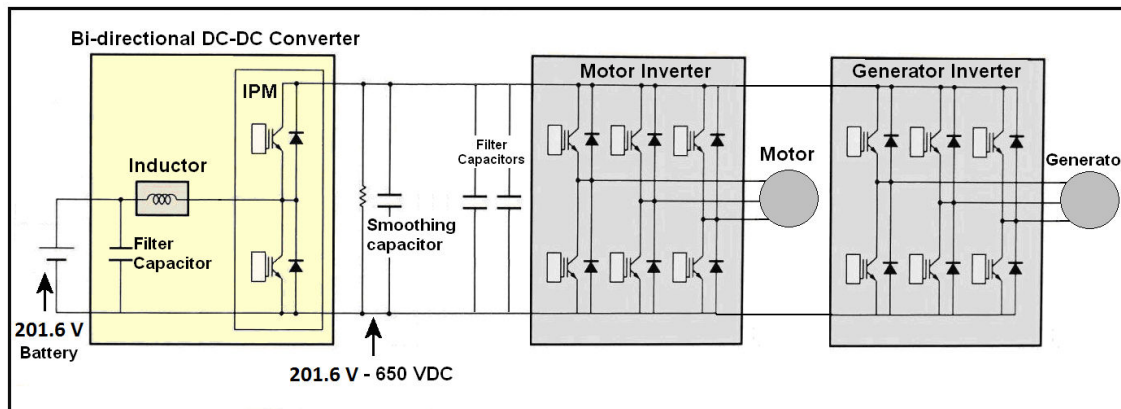 Bi-directional DC-DC Converter
IPM
Inductor
Filter
Capacitor
201.6 V
Battery
Smoothing
capacitor
201.6 V - 650 VDC
Filter
Capacitors
Motor Inverter
Motor
Generator Inverter
Generator